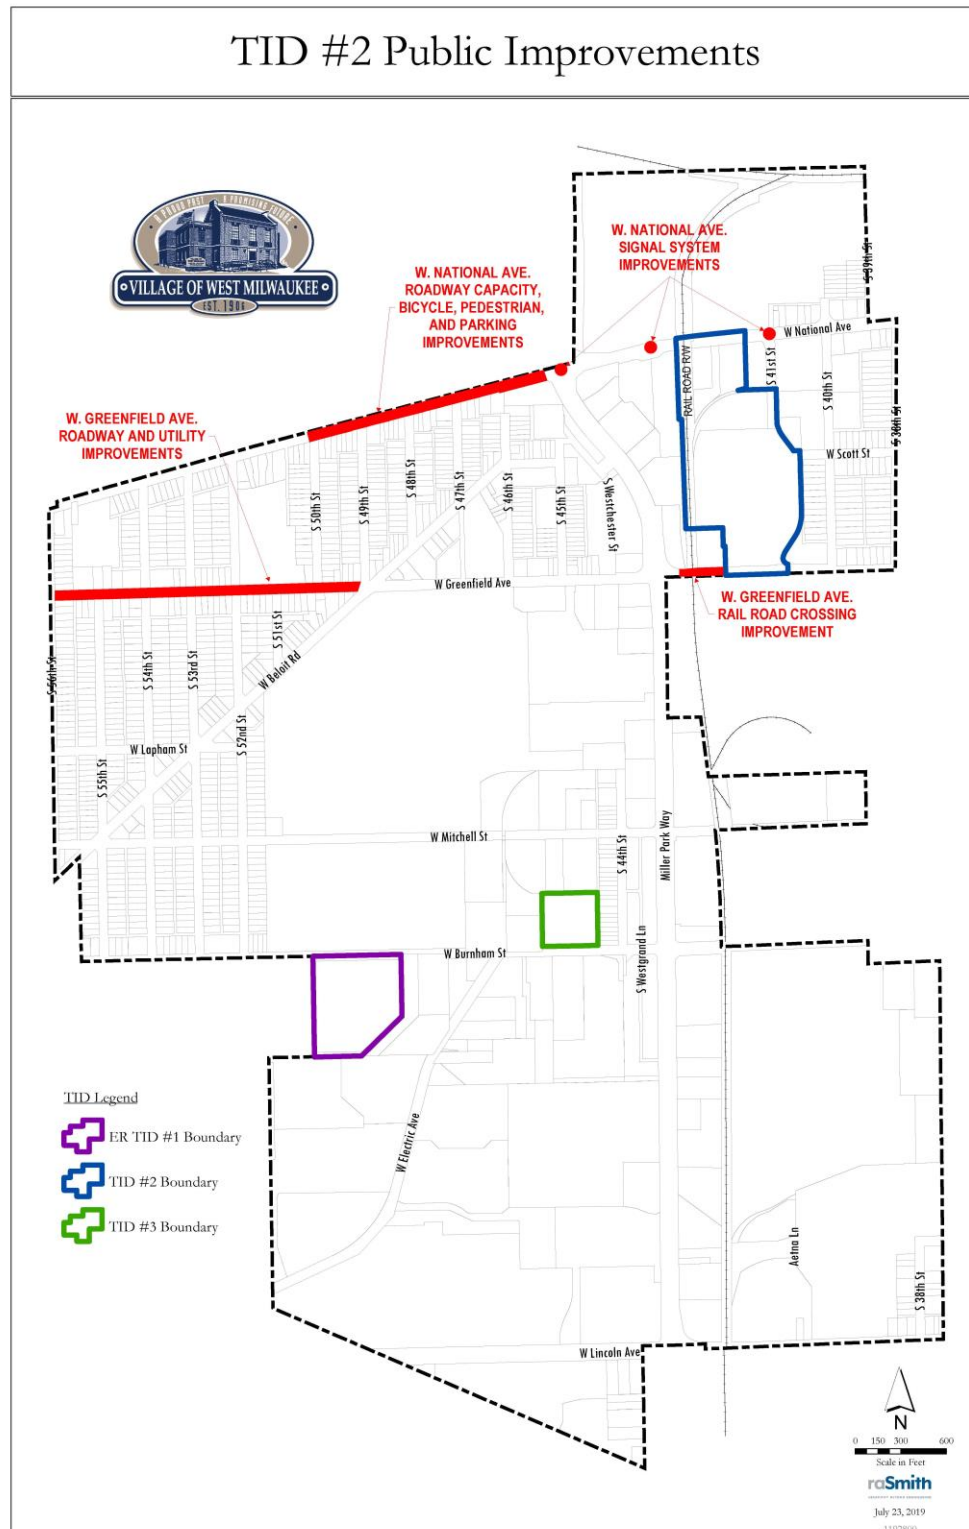 TID #2 Public Improvements
A PROUD PAST A PROMISING FUTURE
VILLAGE OF WEST MILWAUKEE
EST. 1906
W. NATIONAL AVE.
SIGNAL SYSTEM
IMPROVEMENTS
W. NATIONAL AVE.
ROADWAY CAPACITY,
BICYCLE, PEDESTRIAN,
AND PARKING
IMPROVEMENTS
W. GREENFIELD AVE.
ROADWAY AND UTILITY
IMPROVEMENTS
S 39th St
W National Ave
RAIL ROAD R/W
S 41st St
S 40th St
S 38th St
W Scott St
S 50th St
S 49th St
S 48th St
S 47th St
S 46th St
S 45th St
S Westchester St
W Greenfield Ave
W. GREENFIELD AVE.
RAIL ROAD CROSSING
IMPROVEMENT
S 51st St
W Beloit Rd
S 56th St
S 54th St
S 53rd St
S 52nd St
W Lapham St
S 55th St
W Mitchell St
S 44th St
Miller Park Way
W Burnham St
S Westgrand Ln
W Electric Ave
TID Legend
ER TID #1 Boundary
TID #2 Boundary
TID #3 Boundary
Aetna Ln
S 38th St
W Lincoln Ave
N
0 150 300 600
Scale in Feet
raSmith
July 23, 2019